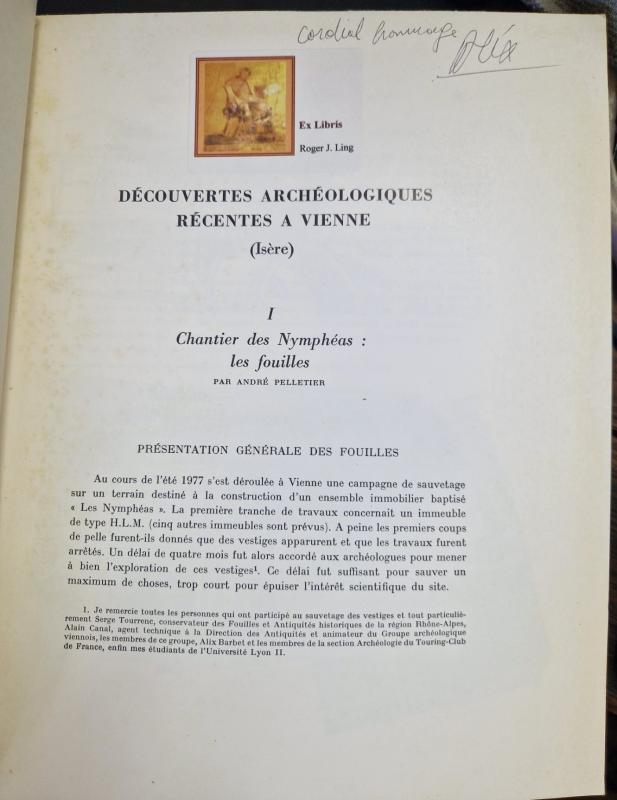 cordial hommage
Alix
Ex Libris
Roger J. Ling
DÉCOUVERTES ARCHÉOLOGIQUES
RÉCENTES A VIENNE
(Isère)
I
Chantier des Nymphéas :
les fouilles
PAR ANDRÉ PELLETIER
PRÉSENTATION GÉNÉRALE DES FOUILLES
Au cours de l'été 1977 s'est déroulée à Vienne une campagne de sauvetage
sur un terrain destiné à la construction d'un ensemble immobilier baptisé
« Les Nymphéas ». La première tranche de travaux concernait un immeuble
de type H.L.M. (cinq autres immeubles sont prévus). A peine les premiers coups
de pelle furent-ils donnés que des vestiges apparurent et que les travaux furent
arrêtés. Un délai de quatre mois fut alors accordé aux archéologues pour mener
à bien l'exploration de ces vestiges¹. Ce délai fut suffisant pour sauver un
maximum de choses, trop court pour épuiser l'intérêt scientifique du site.
1. Je remercie toutes les personnes qui ont participé au sauvetage des vestiges et tout particuliè-
rement Serge Tourrenc, conservateur des Fouilles et Antiquités historiques de la région Rhône-Alpes,
Alain Canal, agent technique à la Direction des Antiquités et animateur du Groupe archéologique
viennois, les membres de ce groupe, Alix Barbet et les membres de la section Archéologie du Touring-Club
de France, enfin mes étudiants de l'Université Lyon II.